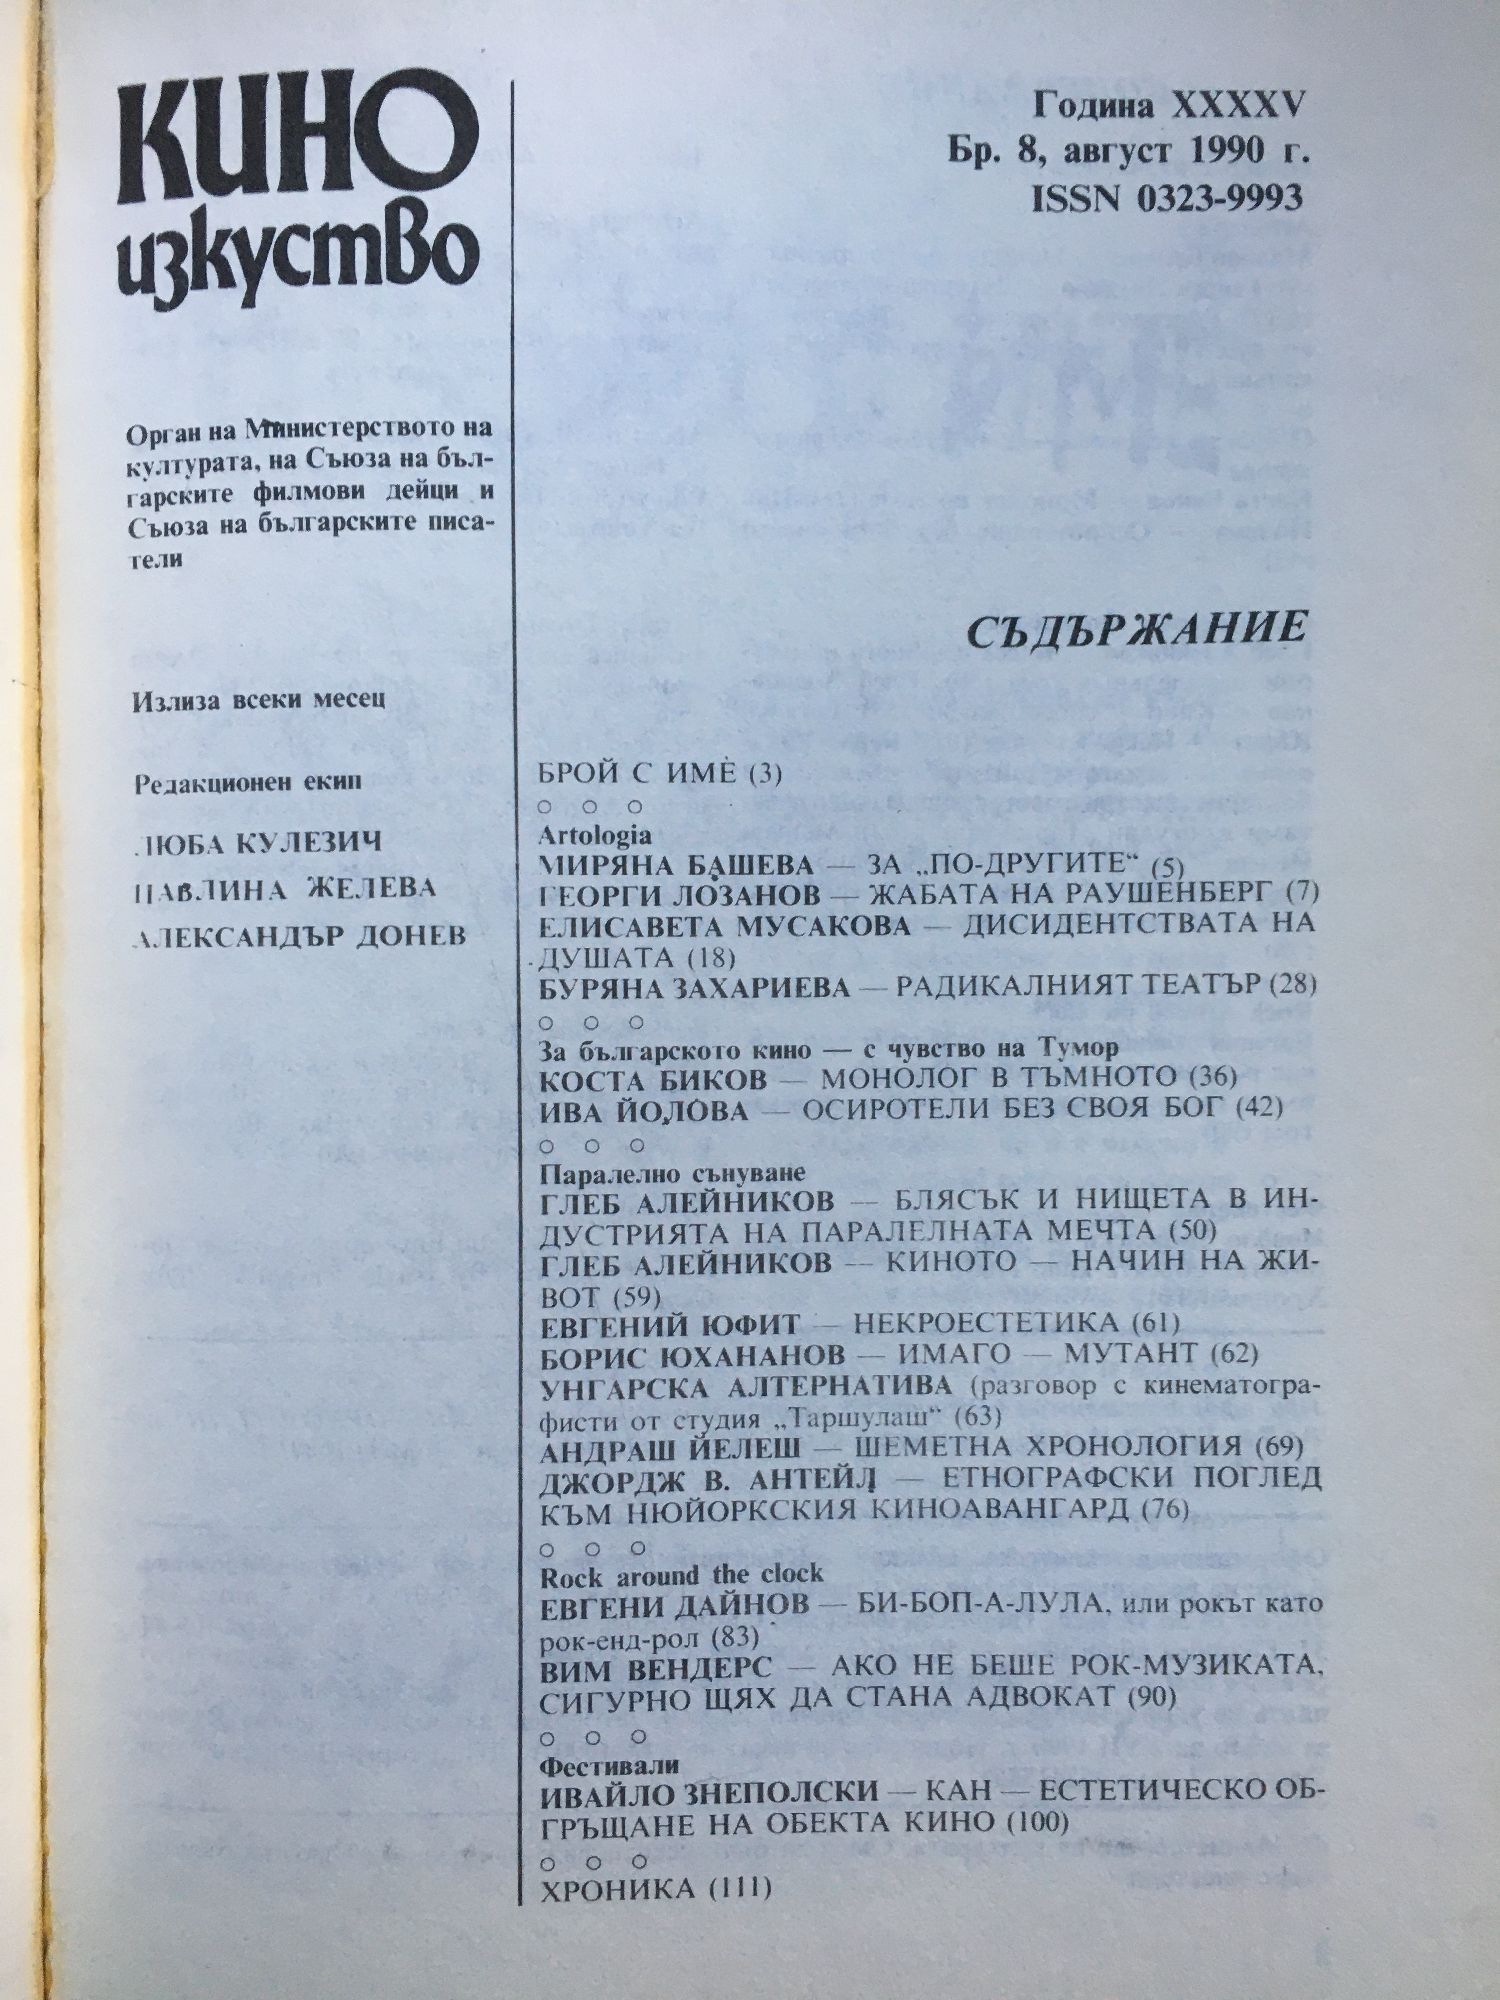 КИНО
изкуство
Година XXXXV
Бр. 8, август 1990 г.
ISSN 0323-9993
Орган на Министерството на
културата, на Съюза на бъл-
гарските филмови дейци и
Съюза на българските писа-
тели
Излиза всеки месец
Редакционен екип
ЛЮБА КУЛЕЗИЧ
ПАВЛИНА ЖЕЛЕВА
АЛЕКСАНДЪР ДОНЕВ
СЪДЪРЖАНИЕ
БРОЙ С ИМЕ (3)
○ ○ ○
Artologia
МИРЯНА БАШЕВА — ЗА „ПО-ДРУГИТЕ“ (5)
ГЕОРГИ ЛОЗАНОВ — ЖАБАТА НА РАУШЕНБЕРГ (7)
ЕЛИСАВЕТА МУСАКОВА — ДИСИДЕНТСТВАТА НА
ДУШАТА (18)
БУРЯНА ЗАХАРИЕВА — РАДИКАЛНИЯТ ТЕАТЪР (28)
○ ○ ○
За българското кино — с чувство на Тумор
КОСТА БИКОВ — МОНОЛОГ В ТЪМНОТО (36)
ИВА ЙОЛОВА — ОСИРОТЕЛИ БЕЗ СВОЯ БОГ (42)
○ ○ ○
Паралелно сънуване
ГЛЕБ АЛЕЙНИКОВ — БЛЯСЪК И НИЩЕТА В ИН-
ДУСТРИЯТА НА ПАРАЛЕЛНАТА МЕЧТА (50)
ГЛЕБ АЛЕЙНИКОВ — КИНОТО — НАЧИН НА ЖИ-
ВОТ (59)
ЕВГЕНИЙ ЮФИТ — НЕКРОЕСТЕТИКА (61)
БОРИС ЮХАНАНОВ — ИМАГО — МУТАНТ (62)
УНГАРСКА АЛТЕРНАТИВА (разговор с кинематогра-
фисти от студия „Таршулаш“ (63)
АНДРАШ ЙЕЛЕШ — ШЕМЕТНА ХРОНОЛОГИЯ (69)
ДЖОРДЖ В. АНТЕЙЛ — ЕТНОГРАФСКИ ПОГЛЕД
КЪМ НЮЙОРКСКИЯ КИНОАВАНГАРД (76)
○ ○ ○
Rock around the clock
ЕВГЕНИ ДАЙНОВ — БИ-БОП-А-ЛУЛА, или рокът като
рок-енд-рол (83)
ВИМ ВЕНДЕРС — АКО НЕ БЕШЕ РОК-МУЗИКАТА,
СИГУРНО ЩЯХ ДА СТАНА АДВОКАТ (90)
○ ○ ○
Фестивали
ИВАЙЛО ЗНЕПОЛСКИ — КАН — ЕСТЕТИЧЕСКО ОБ-
ГРЪЩАНЕ НА ОБЕКТА КИНО (100)
○ ○ ○
ХРОНИКА (111)